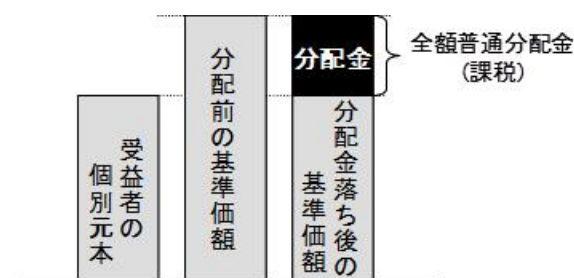 受益者の
個別元本
分配前の基準価額
分配金
分配金落ち後の
基準価額
全額普通分配金
(課税)